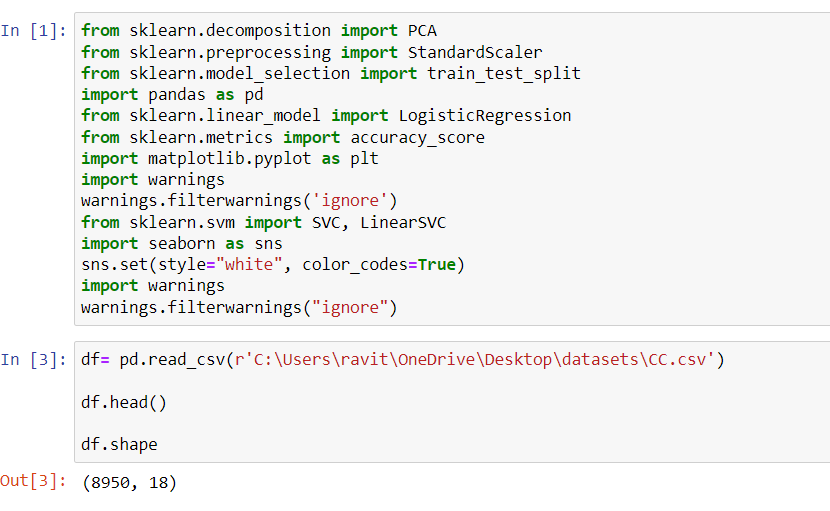 In [1]: from sklearn.decomposition import PCA
from sklearn.preprocessing import StandardScaler
from sklearn.model_selection import train_test_split
import pandas as pd
from sklearn.linear_model import LogisticRegression
from sklearn.metrics import accuracy_score
import matplotlib.pyplot as plt
import warnings
warnings.filterwarnings('ignore')
from sklearn.svm import SVC, LinearSVC
import seaborn as sns
sns.set(style="white", color_codes=True)
import warnings
warnings.filterwarnings("ignore")
In [3]: df= pd.read_csv(r'C:\Users\ravit\OneDrive\Desktop\datasets\CC.csv')
df.head()
df.shape
Out[3]: (8950, 18)